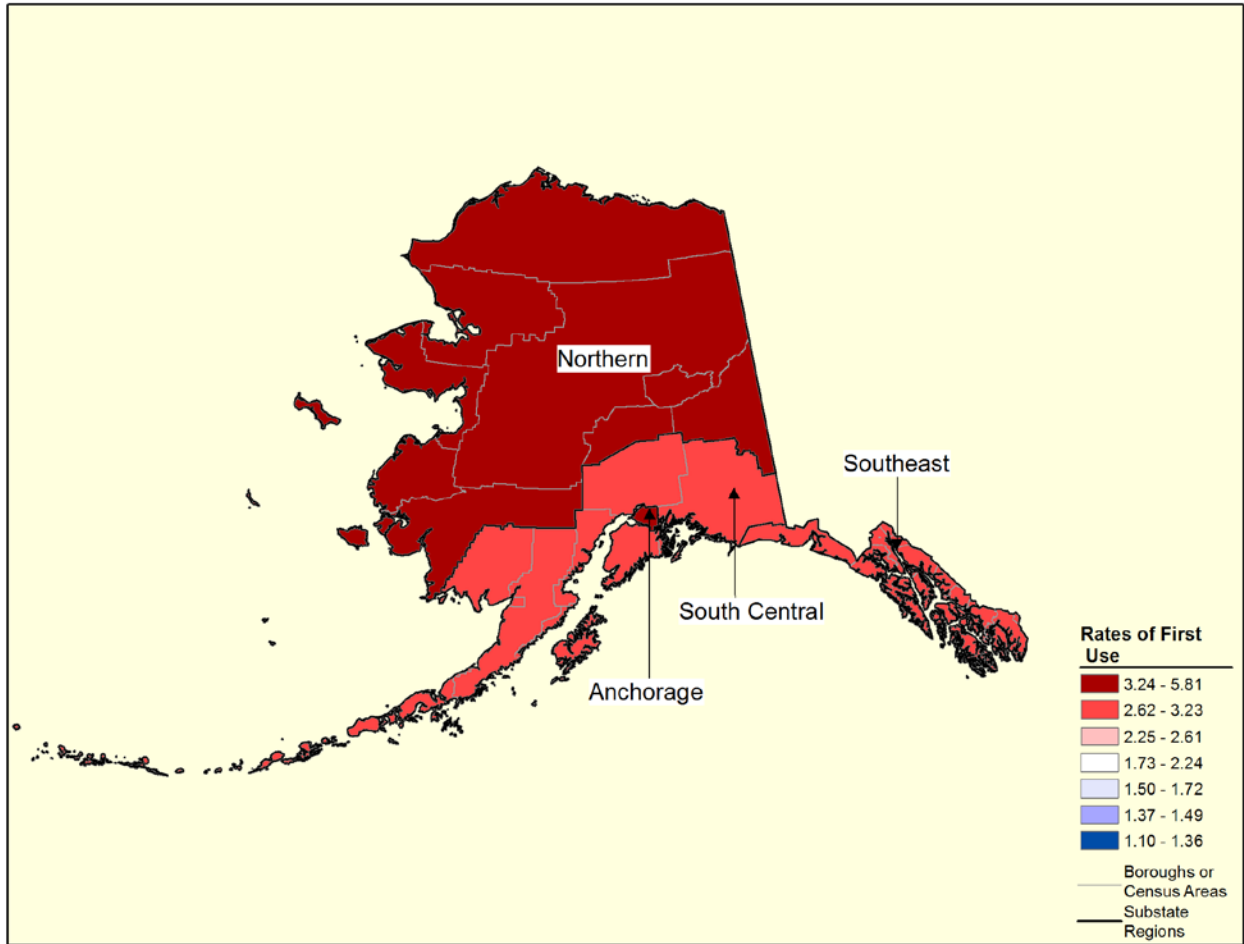 Northern
Southeast
South Central
Anchorage
Rates of First
Use
3.24 - 5.81
2.62 - 3.23
2.25 - 2.61
1.73 - 2.24
1.50 - 1.72
1.37 - 1.49
1.10 - 1.36
Boroughs or
Census Areas
Substate
Regions